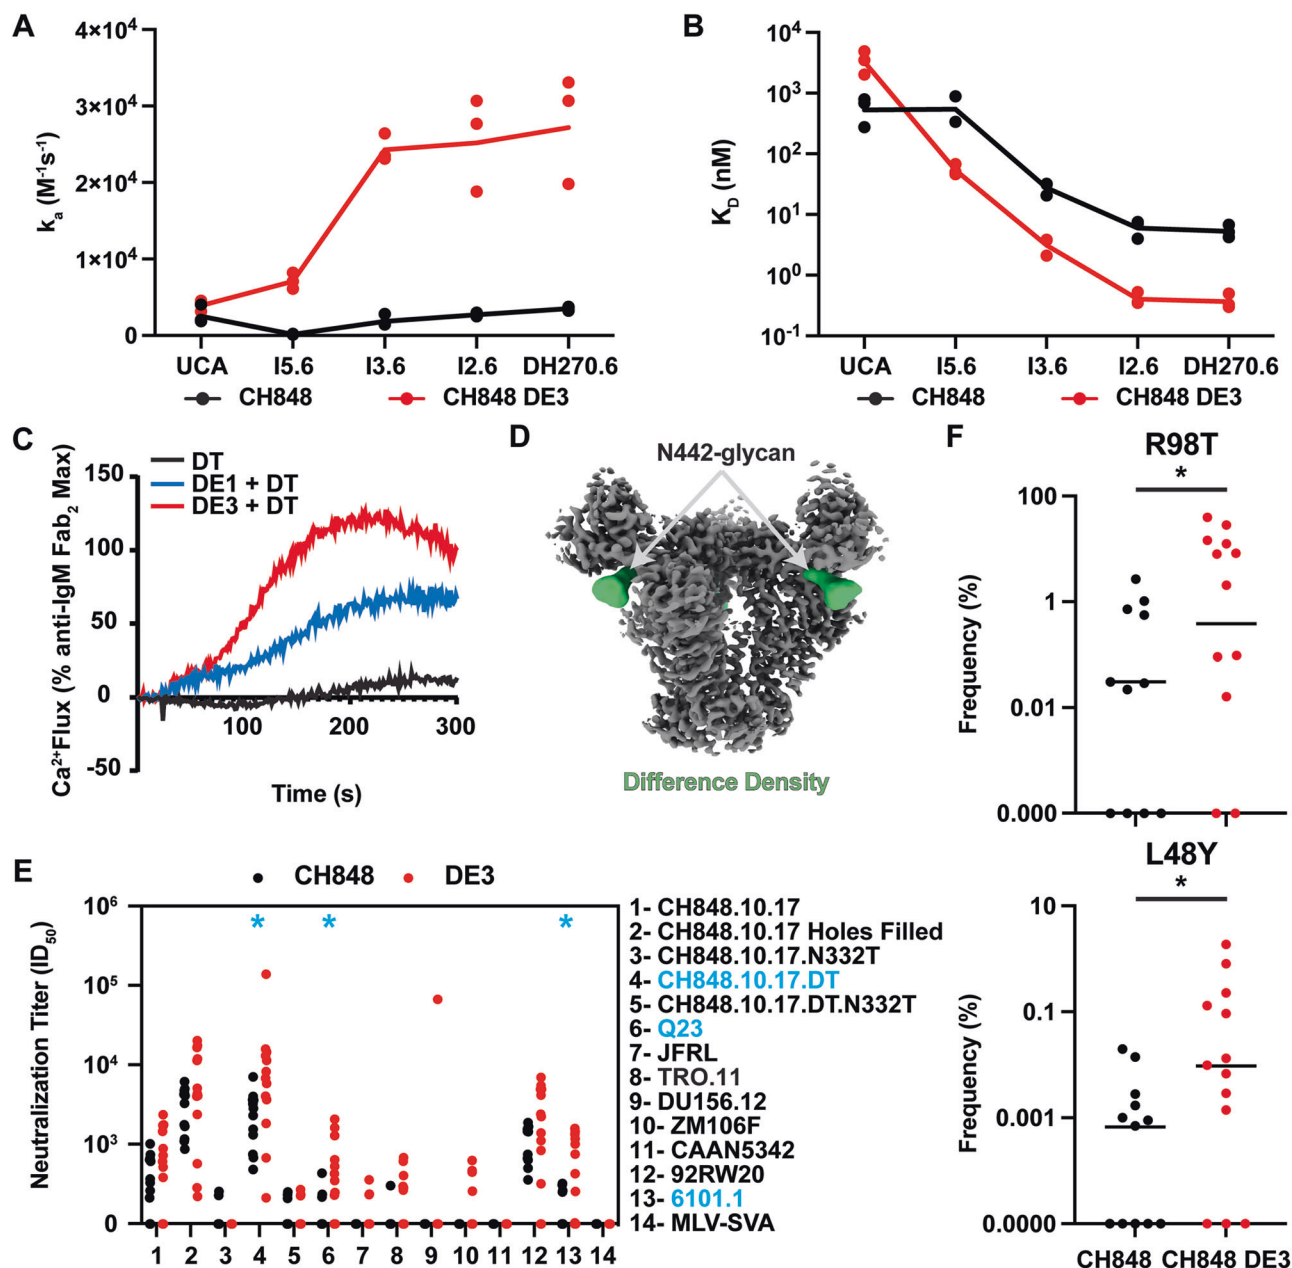 A
4×10⁴
3×10⁴
2×10⁴
1×10⁴
0
kₐ (M⁻¹s⁻¹)
UCA I5.6 I3.6 I2.6 DH270.6
CH848 CH848 DE3
B
10⁴
10³
10²
10¹
10⁰
10⁻¹
K_D (nM)
UCA I5.6 I3.6 I2.6 DH270.6
CH848 CH848 DE3
C
Ca²⁺Flux (% anti-IgM Fab₂ Max)
150
100
50
0
-50
DT
DE1 + DT
DE3 + DT
100 200 300
Time (s)
D
N442-glycan
Difference Density
F
R98T
*
Frequency (%)
100
1
0.01
0.000
L48Y
*
Frequency (%)
10
0.1
0.001
0.0000
CH848 CH848 DE3
E
CH848 DE3
Neutralization Titer (ID₅₀)
10⁶
10⁵
10⁴
10³
0
* * *
1 2 3 4 5 6 7 8 9 10 11 12 13 14
1- CH848.10.17
2- CH848.10.17 Holes Filled
3- CH848.10.17.N332T
4- CH848.10.17.DT
5- CH848.10.17.DT.N332T
6- Q23
7- JFRL
8- TRO.11
9- DU156.12
10- ZM106F
11- CAAN5342
12- 92RW20
13- 6101.1
14- MLV-SVA